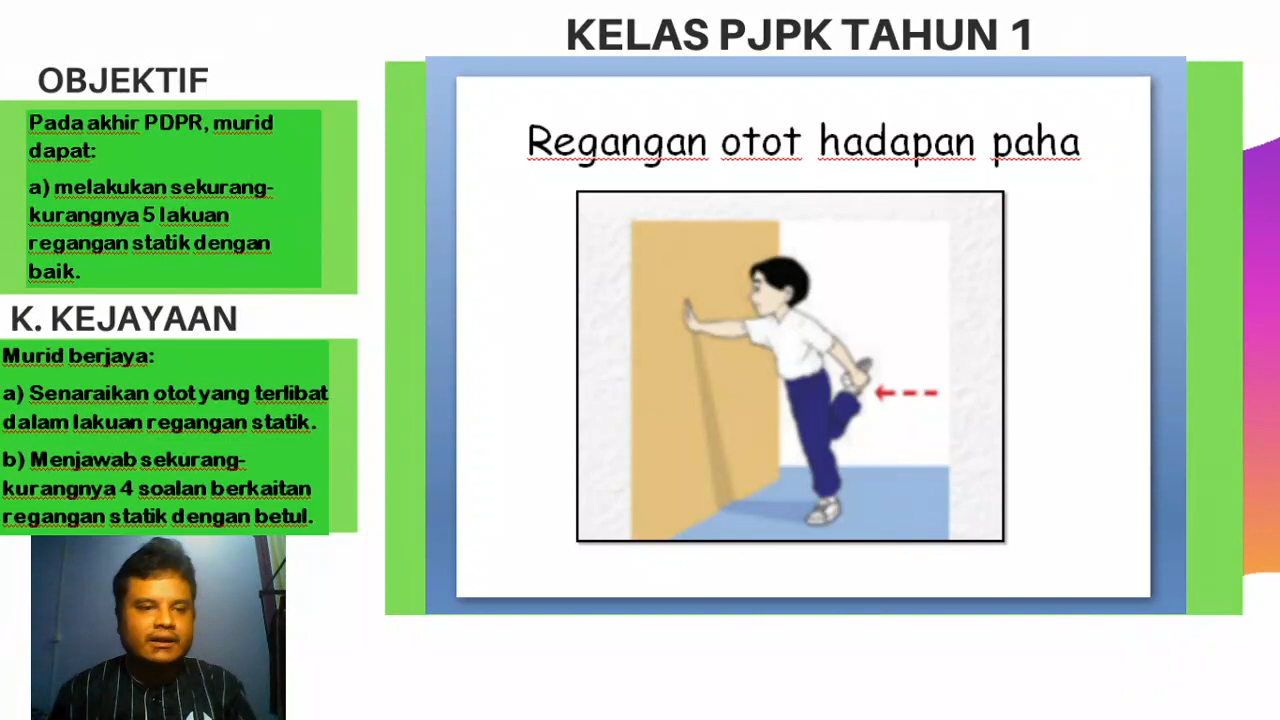 KELAS PJPK TAHUN 1
OBJEKTIF
Pada akhir PDPR, murid
dapat:
a) melakukan sekurang-
kurangnya 5 lakuan
regangan statik dengan
baik.
K. KEJAYAAN
Murid berjaya:
a) Senaraikan otot yang terlibat
dalam lakuan regangan statik.
b) Menjawab sekurang-
kurangnya 4 soalan berkaitan
regangan statik dengan betul.
Regangan otot hadapan paha